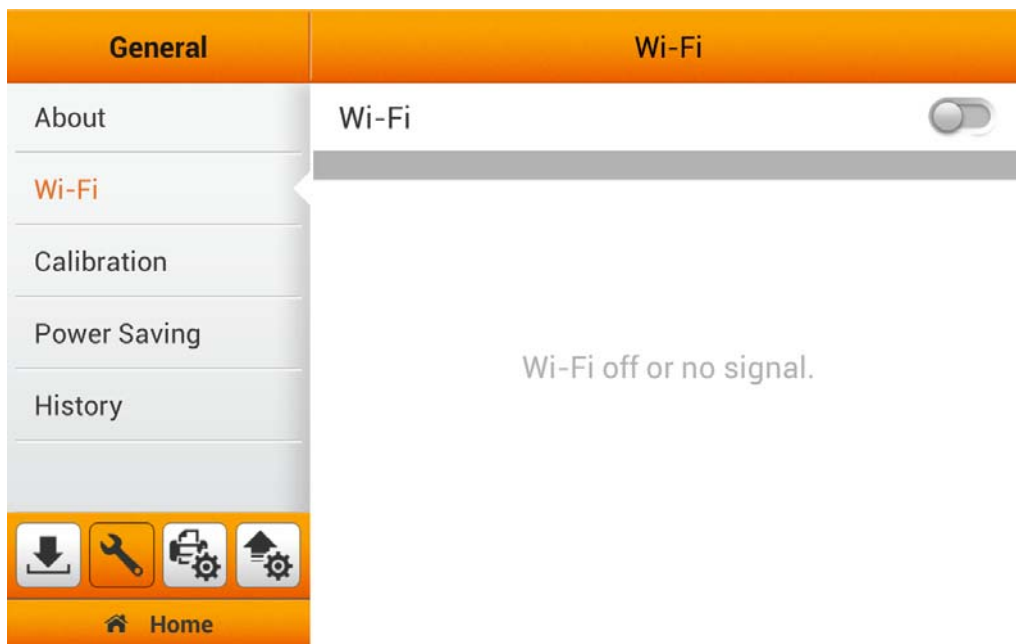 General
Wi-Fi
About
Wi-Fi
Calibration
Power Saving
History
Home
Wi-Fi
Wi-Fi off or no signal.